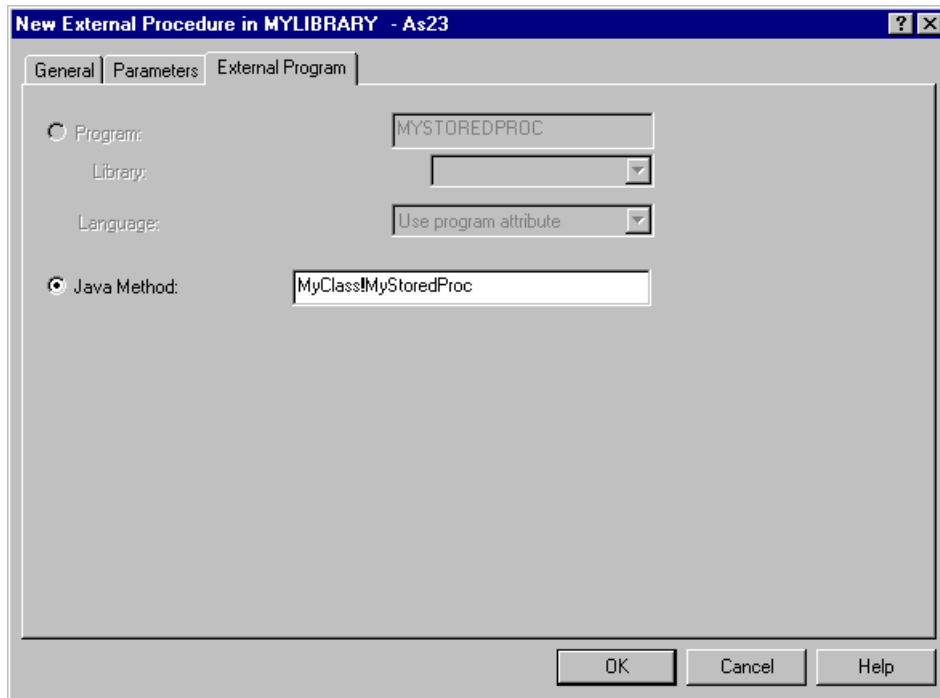 New External Procedure in MYLIBRARY - As23
General Parameters External Program
Program: MYSTOREDPROC
Library:
Language: Use program attribute
Java Method: MyClass!MyStoredProc
OK Cancel Help